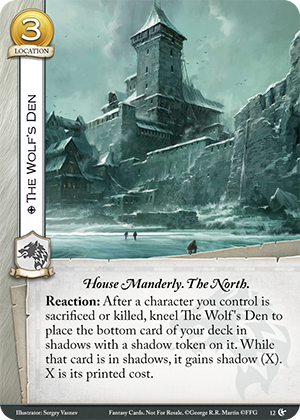 3
LOCATION
THE WOLF'S DEN
House Manderly. The North.
Reaction: After a character you control is
sacrificed or killed, kneel The Wolf's Den to
place the bottom card of your deck in
shadows with a shadow token on it. While
that card is in shadows, it gains shadow (X).
X is its printed cost.
Illustrator: Sergey Vasnev
Fantasy Cards. Not For Resale. ©George R.R. Martin ©FFG
12